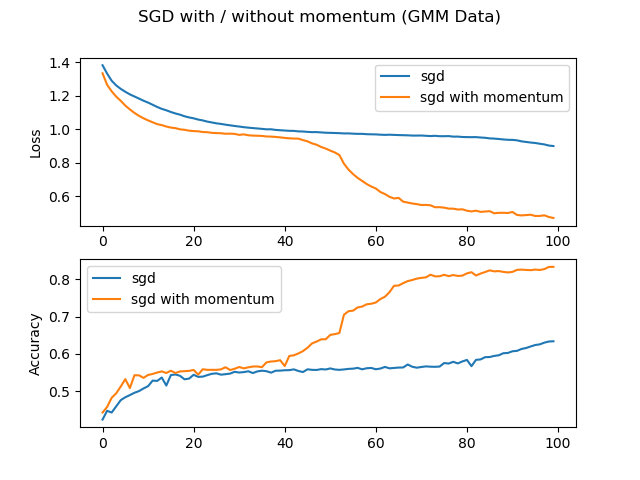 SGD with / without momentum (GMM Data)
1.4
1.2
1.0
0.8
0.6
Loss
sgd
sgd with momentum
0 20 40 60 80 100
0.8
0.7
0.6
0.5
Accuracy
sgd
sgd with momentum
0 20 40 60 80 100